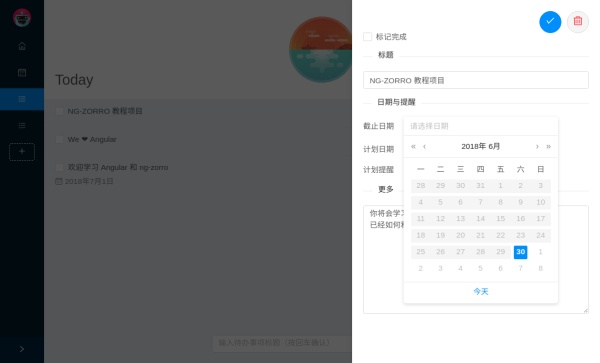 Today
NG-ZORRO 教程项目
We ❤ Angular
欢迎学习 Angular 和 ng-zorro
2018年7月1日
输入待办事项标题（按回车确认）
标记完成
标题
NG-ZORRO 教程项目
日期与提醒
截止日期
请选择日期
计划日期
计划提醒
« ‹ 2018年 6月 › »
一 二 三 四 五 六 日
28 29 30 31 1 2 3
4 5 6 7 8 9 10
11 12 13 14 15 16 17
18 19 20 21 22 23 24
25 26 27 28 29 30 1
2 3 4 5 6 7 8
今天
更多
你将会学习
已经如何